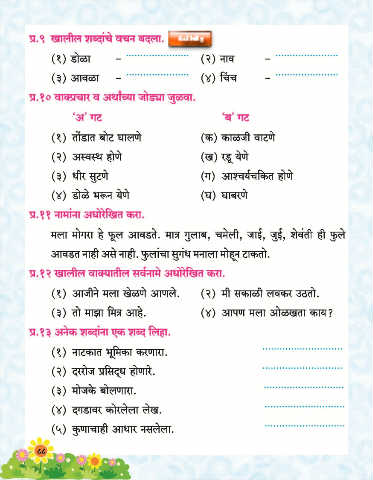 प्र.९ खालील शब्दांचे वचन बदला.
(१) डोळा - .................... (२) नाव - ....................
(३) आवळा - .................... (४) चिंच - ....................
प्र.१० वाक्प्रचार व अर्थांच्या जोड्या जुळवा.
‘अ’ गट ‘ब’ गट
(१) तोंडात बोट घालणे (क) काळजी वाटणे
(२) अस्वस्थ होणे (ख) रडू येणे
(३) धीर सुटणे (ग) आश्चर्यचकित होणे
(४) डोळे भरून येणे (घ) घाबरणे
प्र.११ नामांना अधोरेखित करा.
मला मोगरा हे फूल आवडते. मात्र गुलाब, चमेली, जाई, जुई, शेवंती ही फुले
आवडत नाही असे नाही. फुलांचा सुगंध मनाला मोहून टाकतो.
प्र.१२ खालील वाक्यातील सर्वनामे अधोरेखित करा.
(१) आजीने मला खेळणे आणले. (२) मी सकाळी लवकर उठतो.
(३) तो माझा मित्र आहे. (४) आपण मला ओळखता काय?
प्र.१३ अनेक शब्दांना एक शब्द लिहा.
(१) नाटकात भूमिका करणारा. ....................
(२) दररोज प्रसिद्ध होणारे. ....................
(३) मोजके बोलणारा. ....................
(४) दगडावर कोरलेला लेख. ....................
(५) कुणाचाही आधार नसलेला. ....................